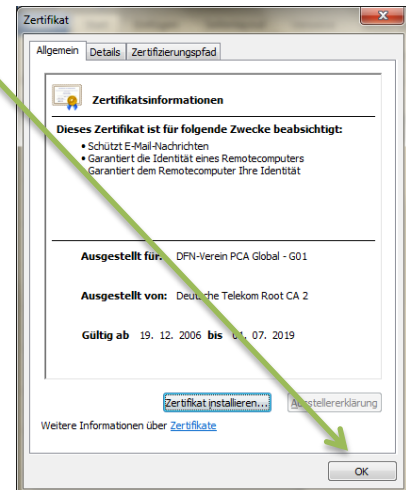 Zertifikat
Allgemein Details Zertifizierungspfad
Zertifikatsinformationen
Dieses Zertifikat ist für folgende Zwecke beabsichtigt:
• Schützt E-Mail-Nachrichten
• Garantiert die Identität eines Remotecomputers
Garantiert dem Remotecomputer Ihre Identität
Ausgestellt für: DFN-Verein PCA Global - G01
Ausgestellt von: Deutsche Telekom Root CA 2
Gültig ab 19. 12. 2006 bis 07. 2019
Zertifikat installieren...
Ausstellererklärung
Weitere Informationen über Zertifikate
OK